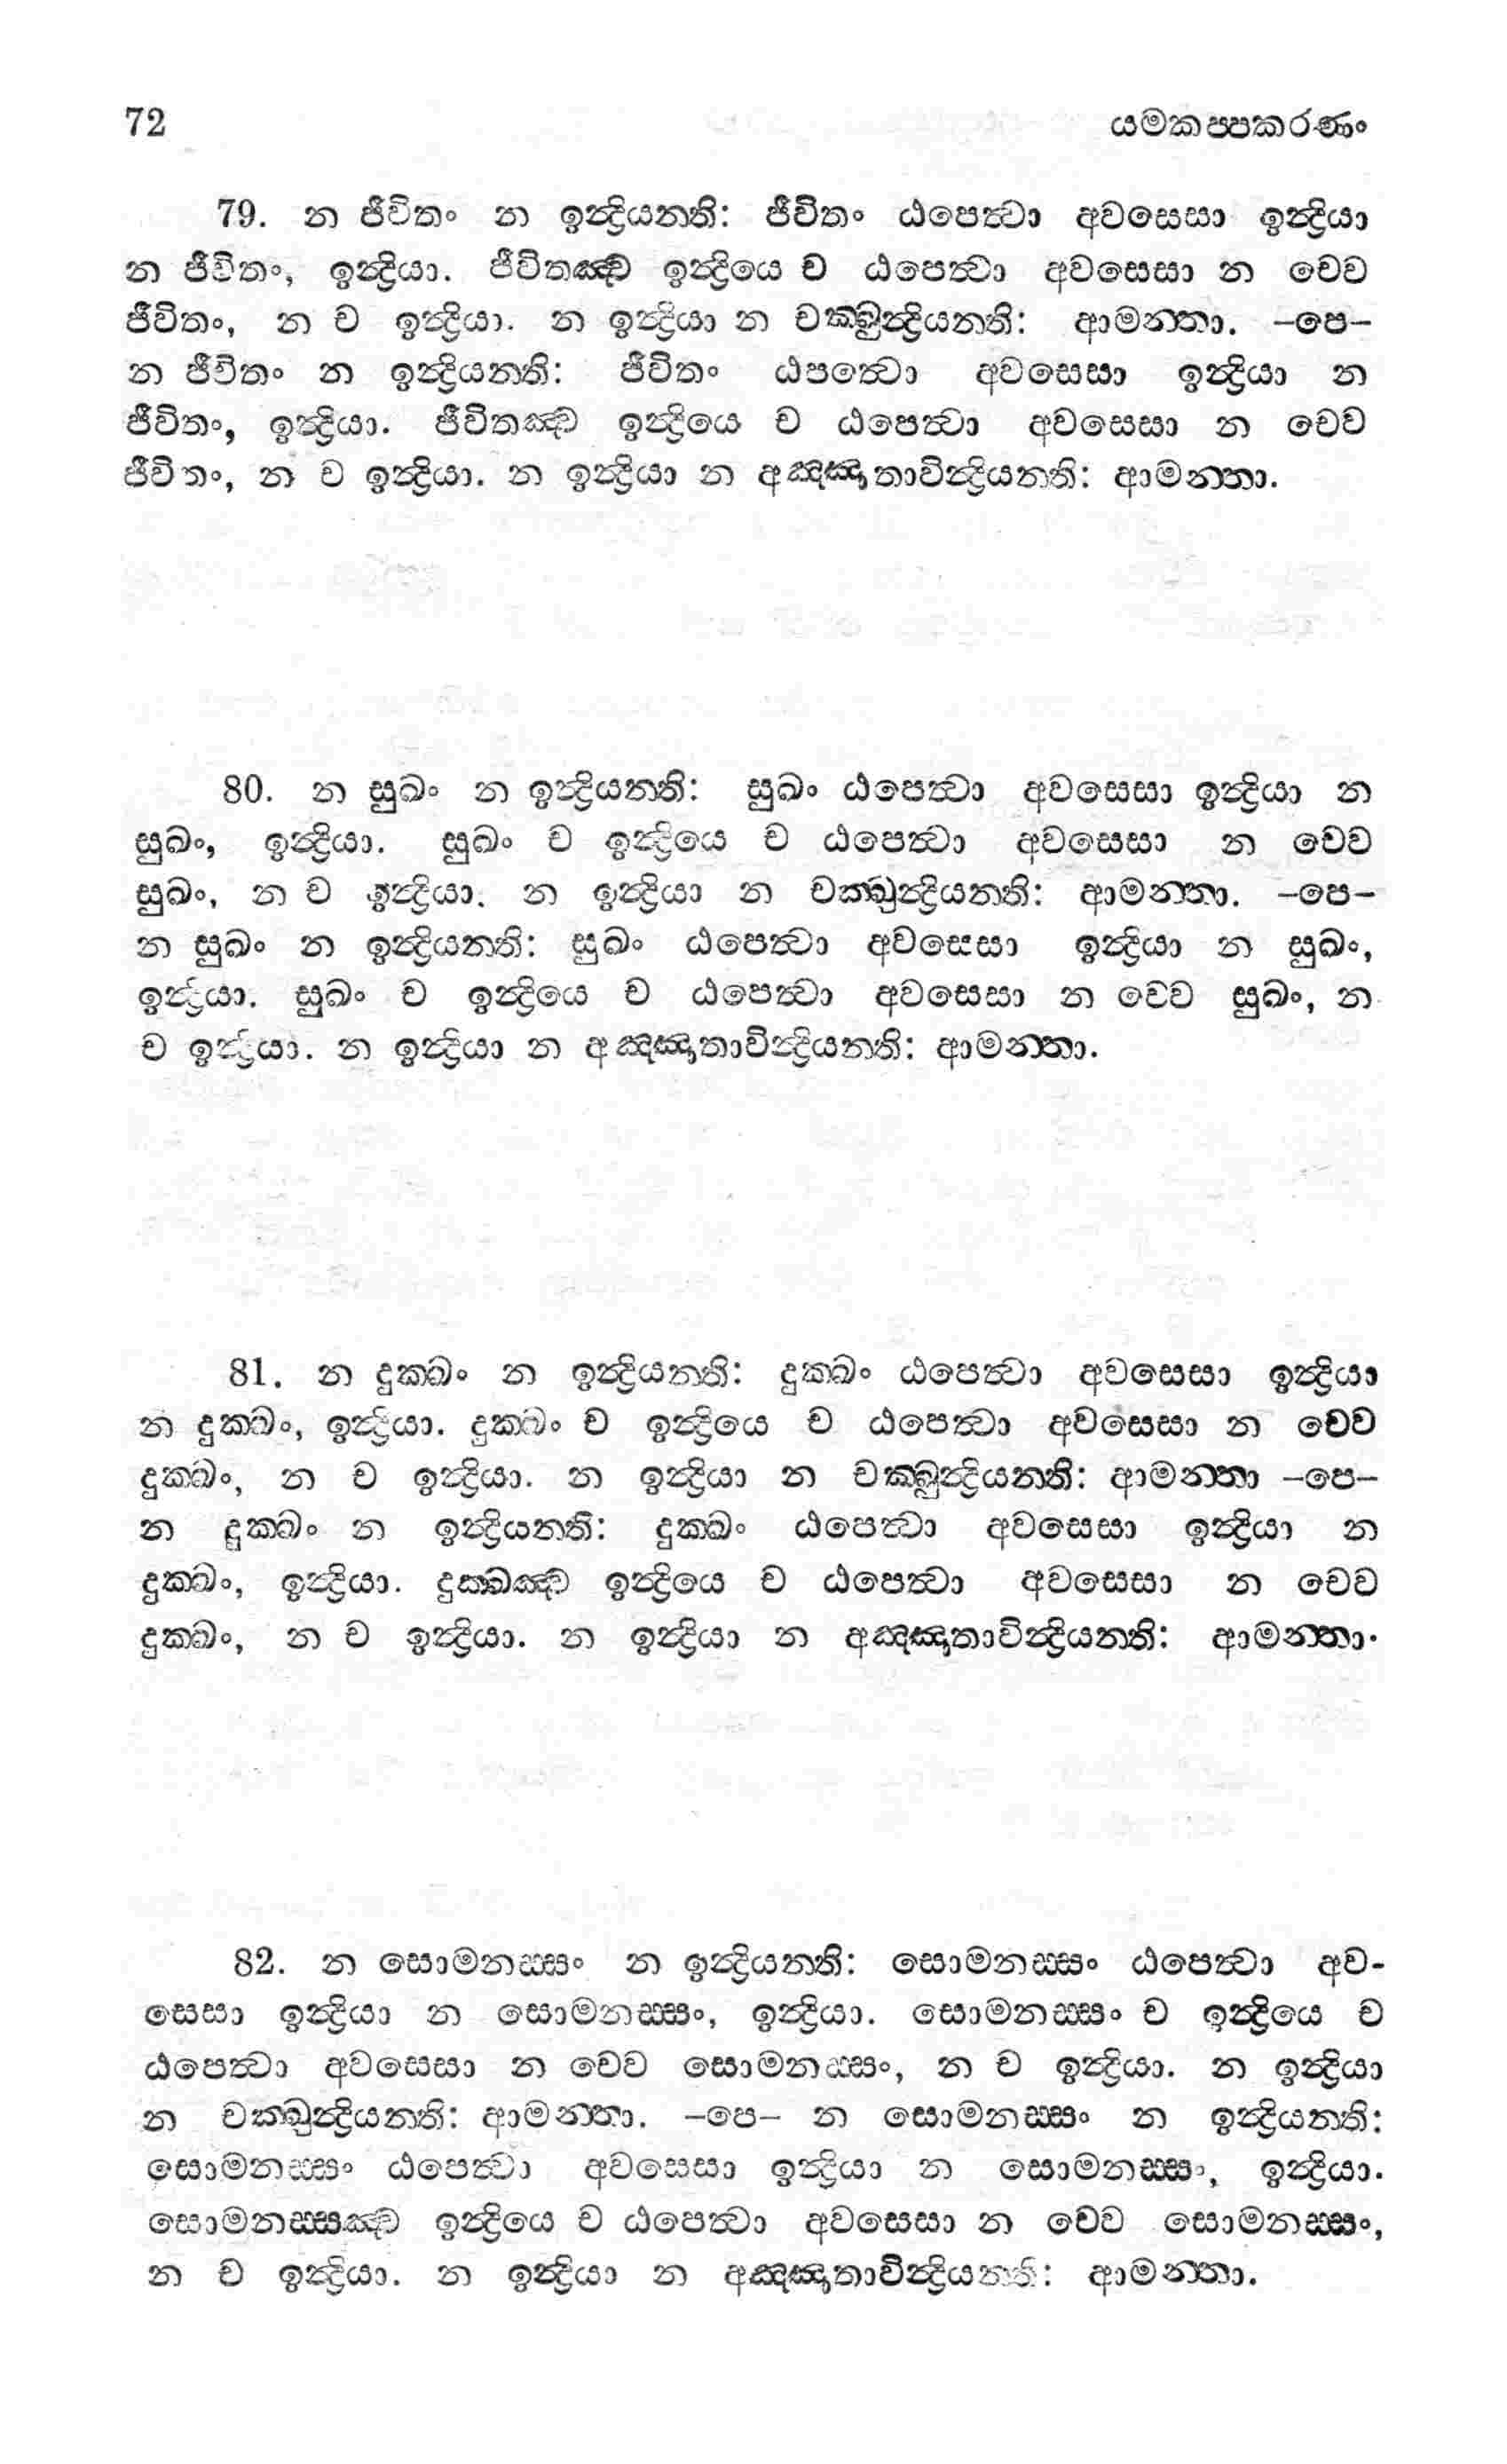 72 යමකප්පකරණං
79. න ජීවිතං න ඉන්ද්‍රියන්ති: ජීවිතං ඨපෙත්‍වා අවසෙසා ඉන්ද්‍රියා
න ජීවිතං, ඉන්ද්‍රියා. ජීවිතඤ්ච ඉන්ද්‍රියෙ ච ඨපෙත්‍වා අවසෙසා න චෙව
ජීවිතං, න ච ඉන්ද්‍රියා. න ඉන්ද්‍රියා න චක්ඛුන්ද්‍රියන්ති: ආමන්තා. –පෙ–
න ජීවිතං න ඉන්ද්‍රියන්ති: ජීවිතං ඨපත්‍වො අවසෙසා ඉන්ද්‍රියා න
ජීවිතං, ඉන්ද්‍රියා. ජීවිතඤ්ච ඉන්ද්‍රියෙ ච ඨපෙත්‍වා අවසෙසා න චෙව
ජීවිතං, න ච ඉන්ද්‍රියා. න ඉන්ද්‍රියා න අඤ්ඤාතාවින්ද්‍රියන්ති: ආමන්තා.
80. න සුඛං න ඉන්ද්‍රියන්ති: සුඛං ඨපෙත්‍වා අවසෙසා ඉන්ද්‍රියා න
සුඛං, ඉන්ද්‍රියා. සුඛං ච ඉන්ද්‍රියෙ ච ඨපෙත්‍වා අවසෙසා න චෙව
සුඛං, න ච ඉන්ද්‍රියා. න ඉන්ද්‍රියා න චක්ඛුන්ද්‍රියන්ති: ආමන්තා. –පෙ–
න සුඛං න ඉන්ද්‍රියන්ති: සුඛං ඨපෙත්‍වා අවසෙසා ඉන්ද්‍රියා න සුඛං,
ඉන්ද්‍රියා. සුඛං ච ඉන්ද්‍රියෙ ච ඨපෙත්‍වා අවසෙසා න චෙව සුඛං, න
ච ඉන්ද්‍රියා. න ඉන්ද්‍රියා න අඤ්ඤාතාවින්ද්‍රියන්ති: ආමන්තා.
81. න දුක්ඛං න ඉන්ද්‍රියන්ති: දුක්ඛං ඨපෙත්‍වා අවසෙසා ඉන්ද්‍රියා
න දුක්ඛං, ඉන්ද්‍රියා. දුක්ඛං ච ඉන්ද්‍රියෙ ච ඨපෙත්‍වා අවසෙසා න චෙව
දුක්ඛං, න ච ඉන්ද්‍රියා. න ඉන්ද්‍රියා න චක්ඛුන්ද්‍රියන්ති: ආමන්තා –පෙ–
න දුක්ඛං න ඉන්ද්‍රියන්ති: දුක්ඛං ඨපෙත්‍වා අවසෙසා ඉන්ද්‍රියා න
දුක්ඛං, ඉන්ද්‍රියා. දුක්ඛඤ්ච ඉන්ද්‍රියෙ ච ඨපෙත්‍වා අවසෙසා න චෙව
දුක්ඛං, න ච ඉන්ද්‍රියා. න ඉන්ද්‍රියා න අඤ්ඤාතාවින්ද්‍රියන්ති: ආමන්තා.
82. න සොමනස්සං න ඉන්ද්‍රියන්ති: සොමනස්සං ඨපෙත්‍වා අව-
සෙසා ඉන්ද්‍රියා න සොමනස්සං, ඉන්ද්‍රියා. සොමනස්සං ච ඉන්ද්‍රියෙ ච
ඨපෙත්‍වා අවසෙසා න චෙව සොමනස්සං, න ච ඉන්ද්‍රියා. න ඉන්ද්‍රියා
න චක්ඛුන්ද්‍රියන්ති: ආමන්තා. –පෙ– න සොමනස්සං න ඉන්ද්‍රියන්ති:
සොමනස්සං ඨපෙත්‍වා අවසෙසා ඉන්ද්‍රියා න සොමනස්සං, ඉන්ද්‍රියා.
සොමනස්සඤ්ච ඉන්ද්‍රියෙ ච ඨපෙත්‍වා අවසෙසා න චෙව සොමනස්සං,
න ච ඉන්ද්‍රියා. න ඉන්ද්‍රියා න අඤ්ඤාතාවින්ද්‍රියන්ති: ආමන්තා.